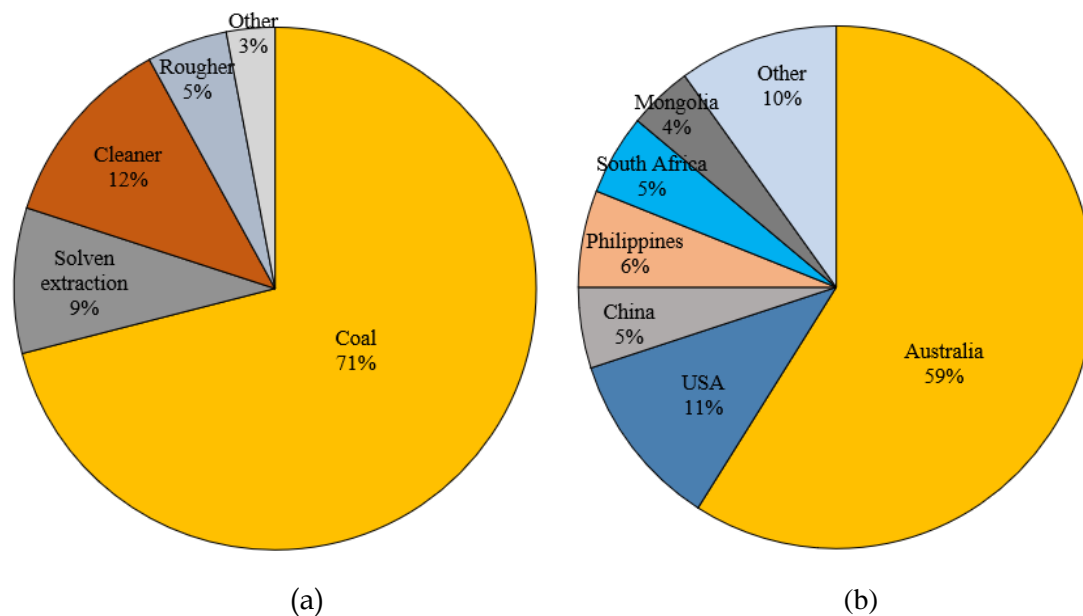 Other
3%
Rougher
5%
Cleaner
12%
Solven
extraction
9%
Coal
71%
(a)
Other
10%
Mongolia
4%
South Africa
5%
Philippines
6%
China
5%
USA
11%
Australia
59%
(b)